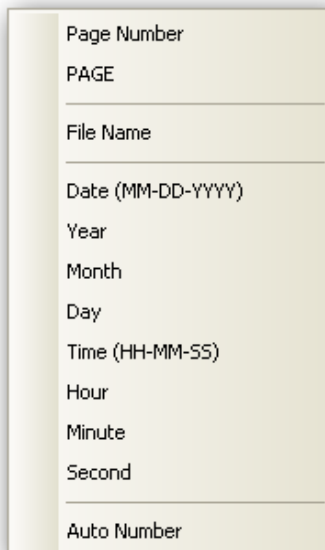 Page Number
PAGE
File Name
Date (MM-DD-YYYY)
Year
Month
Day
Time (HH-MM-SS)
Hour
Minute
Second
Auto Number